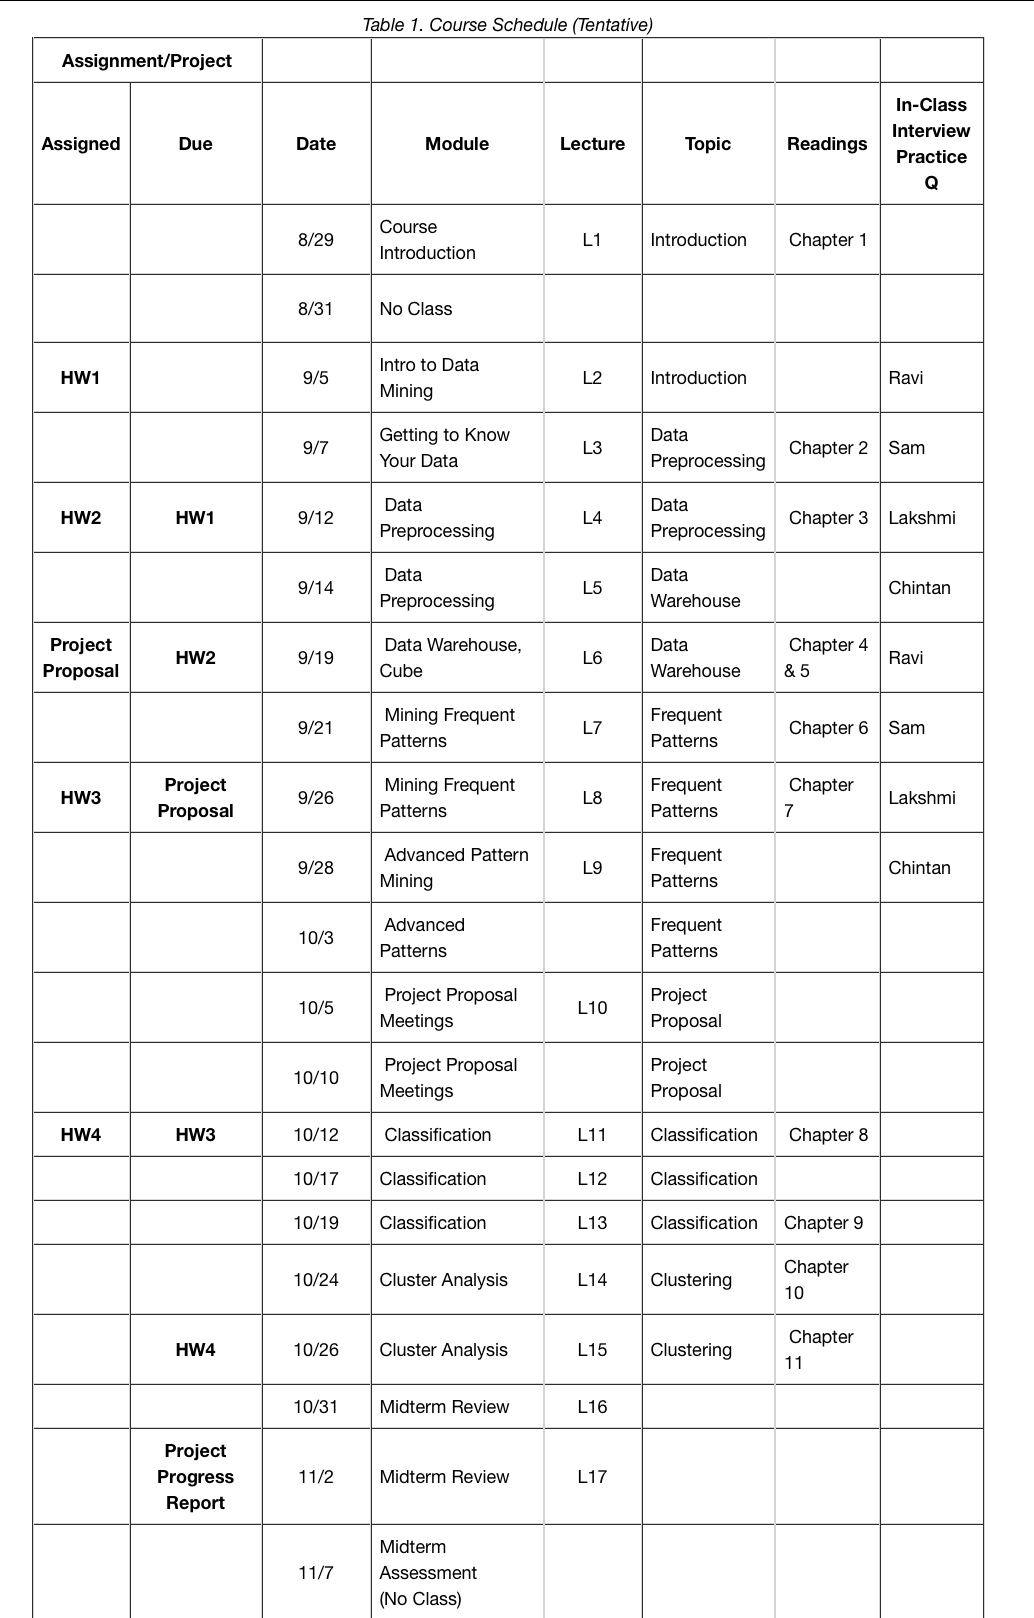 Table 1. Course Schedule (Tentative)
Assignment/Project
Assigned Due Date Module Lecture Topic Readings In-Class
Interview
Practice
Q
8/29 Course
Introduction L1 Introduction Chapter 1
8/31 No Class
HW1 9/5 Intro to Data
Mining L2 Introduction Ravi
9/7 Getting to Know
Your Data L3 Data
Preprocessing Chapter 2 Sam
HW2 HW1 9/12 Data
Preprocessing L4 Data
Preprocessing Chapter 3 Lakshmi
9/14 Data
Preprocessing L5 Data
Warehouse Chintan
Project
Proposal HW2 9/19 Data Warehouse,
Cube L6 Data
Warehouse Chapter 4
& 5 Ravi
9/21 Mining Frequent
Patterns L7 Frequent
Patterns Chapter 6 Sam
HW3 Project
Proposal 9/26 Mining Frequent
Patterns L8 Frequent
Patterns Chapter
7 Lakshmi
9/28 Advanced Pattern
Mining L9 Frequent
Patterns Chintan
10/3 Advanced
Patterns Frequent
Patterns
10/5 Project Proposal
Meetings L10 Project
Proposal
10/10 Project Proposal
Meetings Project
Proposal
HW4 HW3 10/12 Classification L11 Classification Chapter 8
10/17 Classification L12 Classification
10/19 Classification L13 Classification Chapter 9
10/24 Cluster Analysis L14 Clustering Chapter
10
HW4 10/26 Cluster Analysis L15 Clustering Chapter
11
10/31 Midterm Review L16
Project
Progress
Report 11/2 Midterm Review L17
11/7 Midterm
Assessment
(No Class)